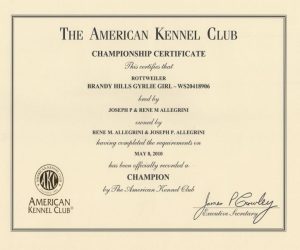 THE AMERICAN KENNEL CLUB
CHAMPIONSHIP CERTIFICATE
This certifies that
ROTTWEILER
BRANDY HILLS GYRLIE GIRL - WS20418906
bred by
JOSEPH P & RENE M ALLEGRINI
owned by
RENE M. ALLEGRINI & JOSEPH P. ALLEGRINI
having completed the requirements on
MAY 8, 2010
has been officially recorded a
CHAMPION
by The American Kennel Club
AKC
AMERICAN
KENNEL CLUB®
James P Crowley
Executive Secretary